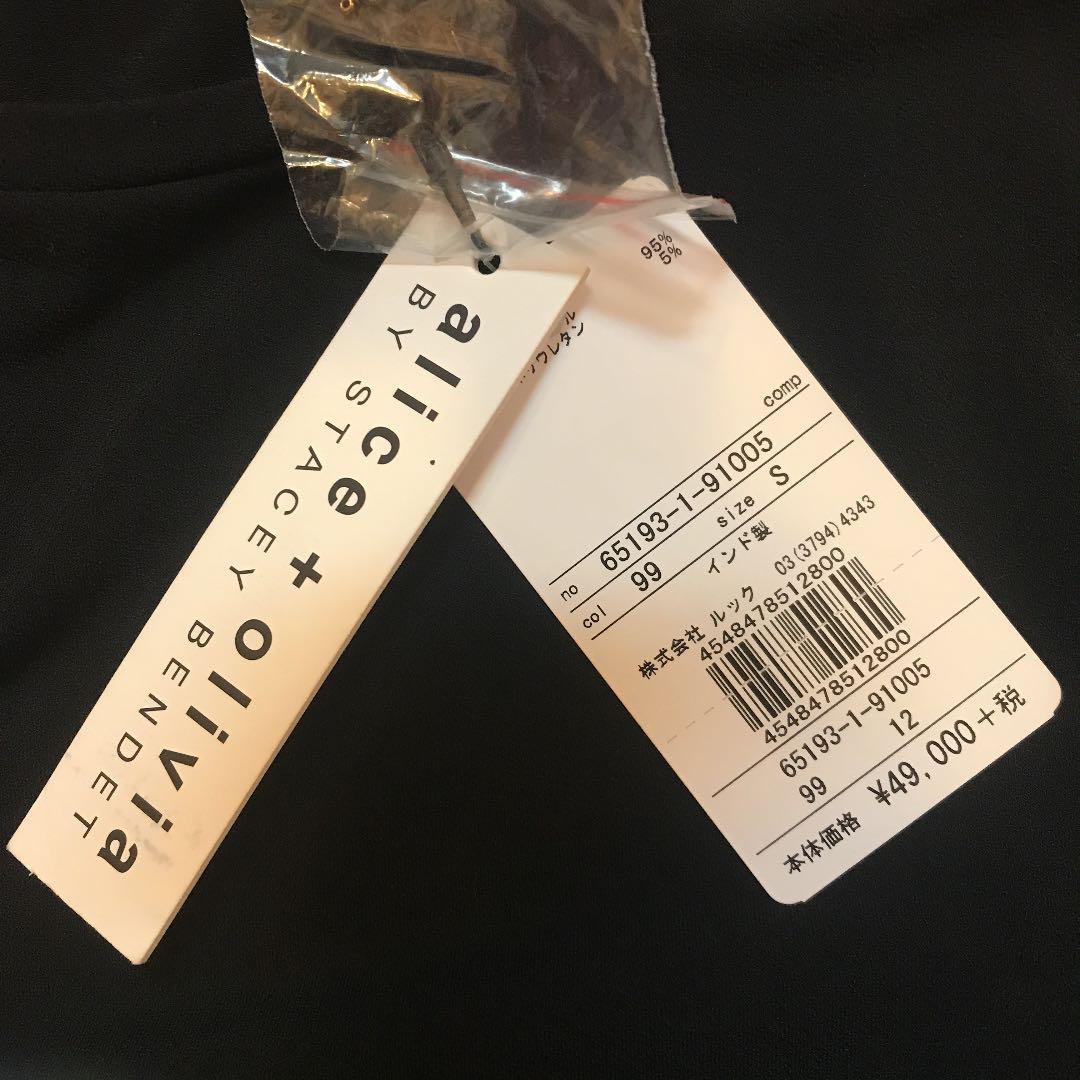 alice + olivia
BY STACEY BENDET
95%
5%
ウレタン
comp
no 65193-1-91005
col 99 size S
インド製
株式会社 ルック 03(3794)4343
4548478512800
4548478512800
65193-1-91005
99 12
本体価格 ¥49,000+税